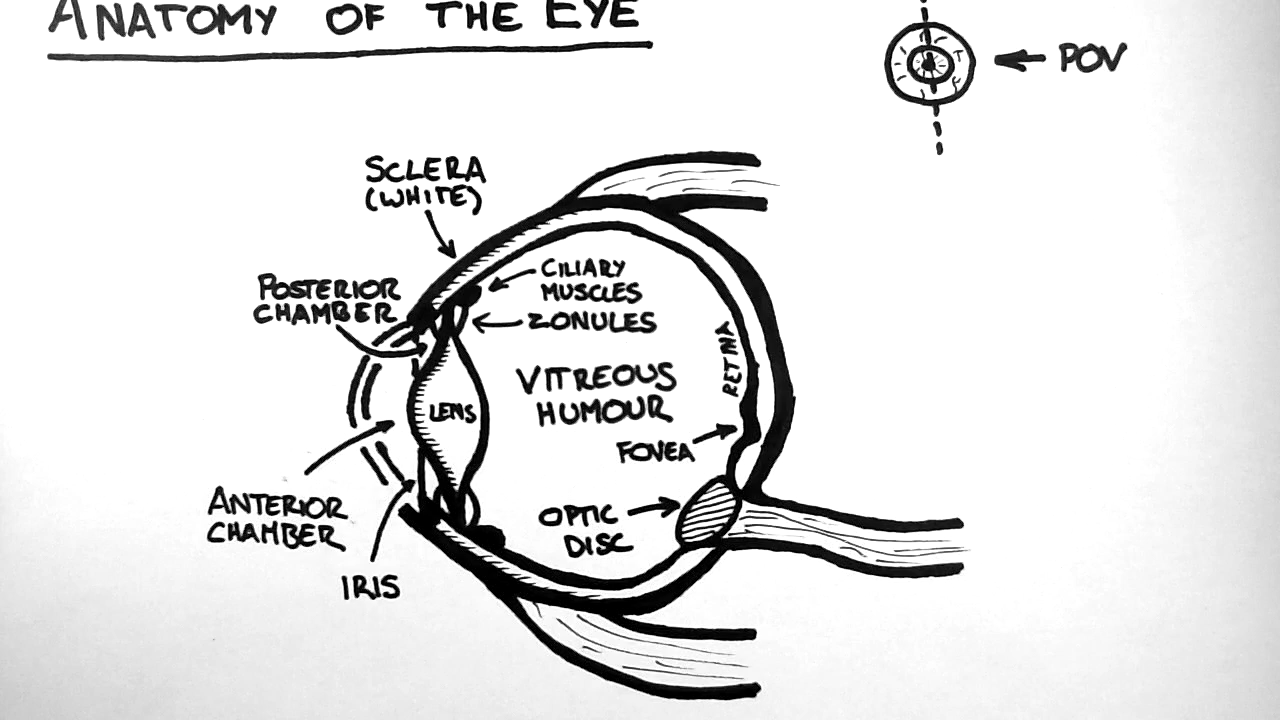 ANATOMY OF THE EYE
POV
SCLERA
(WHITE)
POSTERIOR
CHAMBER
CILIARY
MUSCLES
ZONULES
LENS
VITREOUS
HUMOUR
RETINA
FOVEA
ANTERIOR
CHAMBER
OPTIC
DISC
IRIS